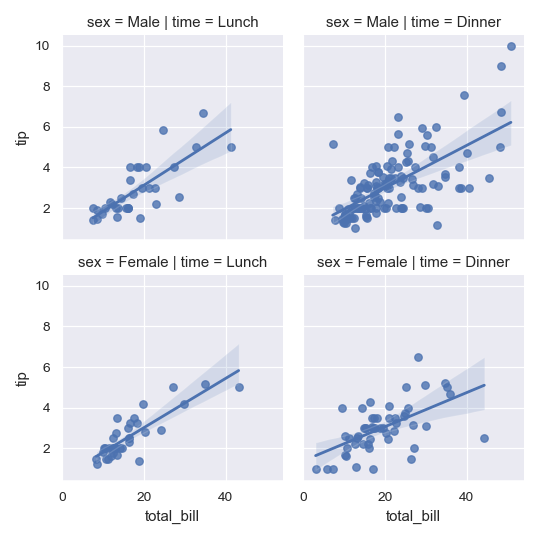 sex = Male | time = Lunch
sex = Male | time = Dinner
10
8
6
4
2
tip
sex = Female | time = Lunch
sex = Female | time = Dinner
10
8
6
4
2
tip
0 20 40
0 20 40
total_bill
total_bill